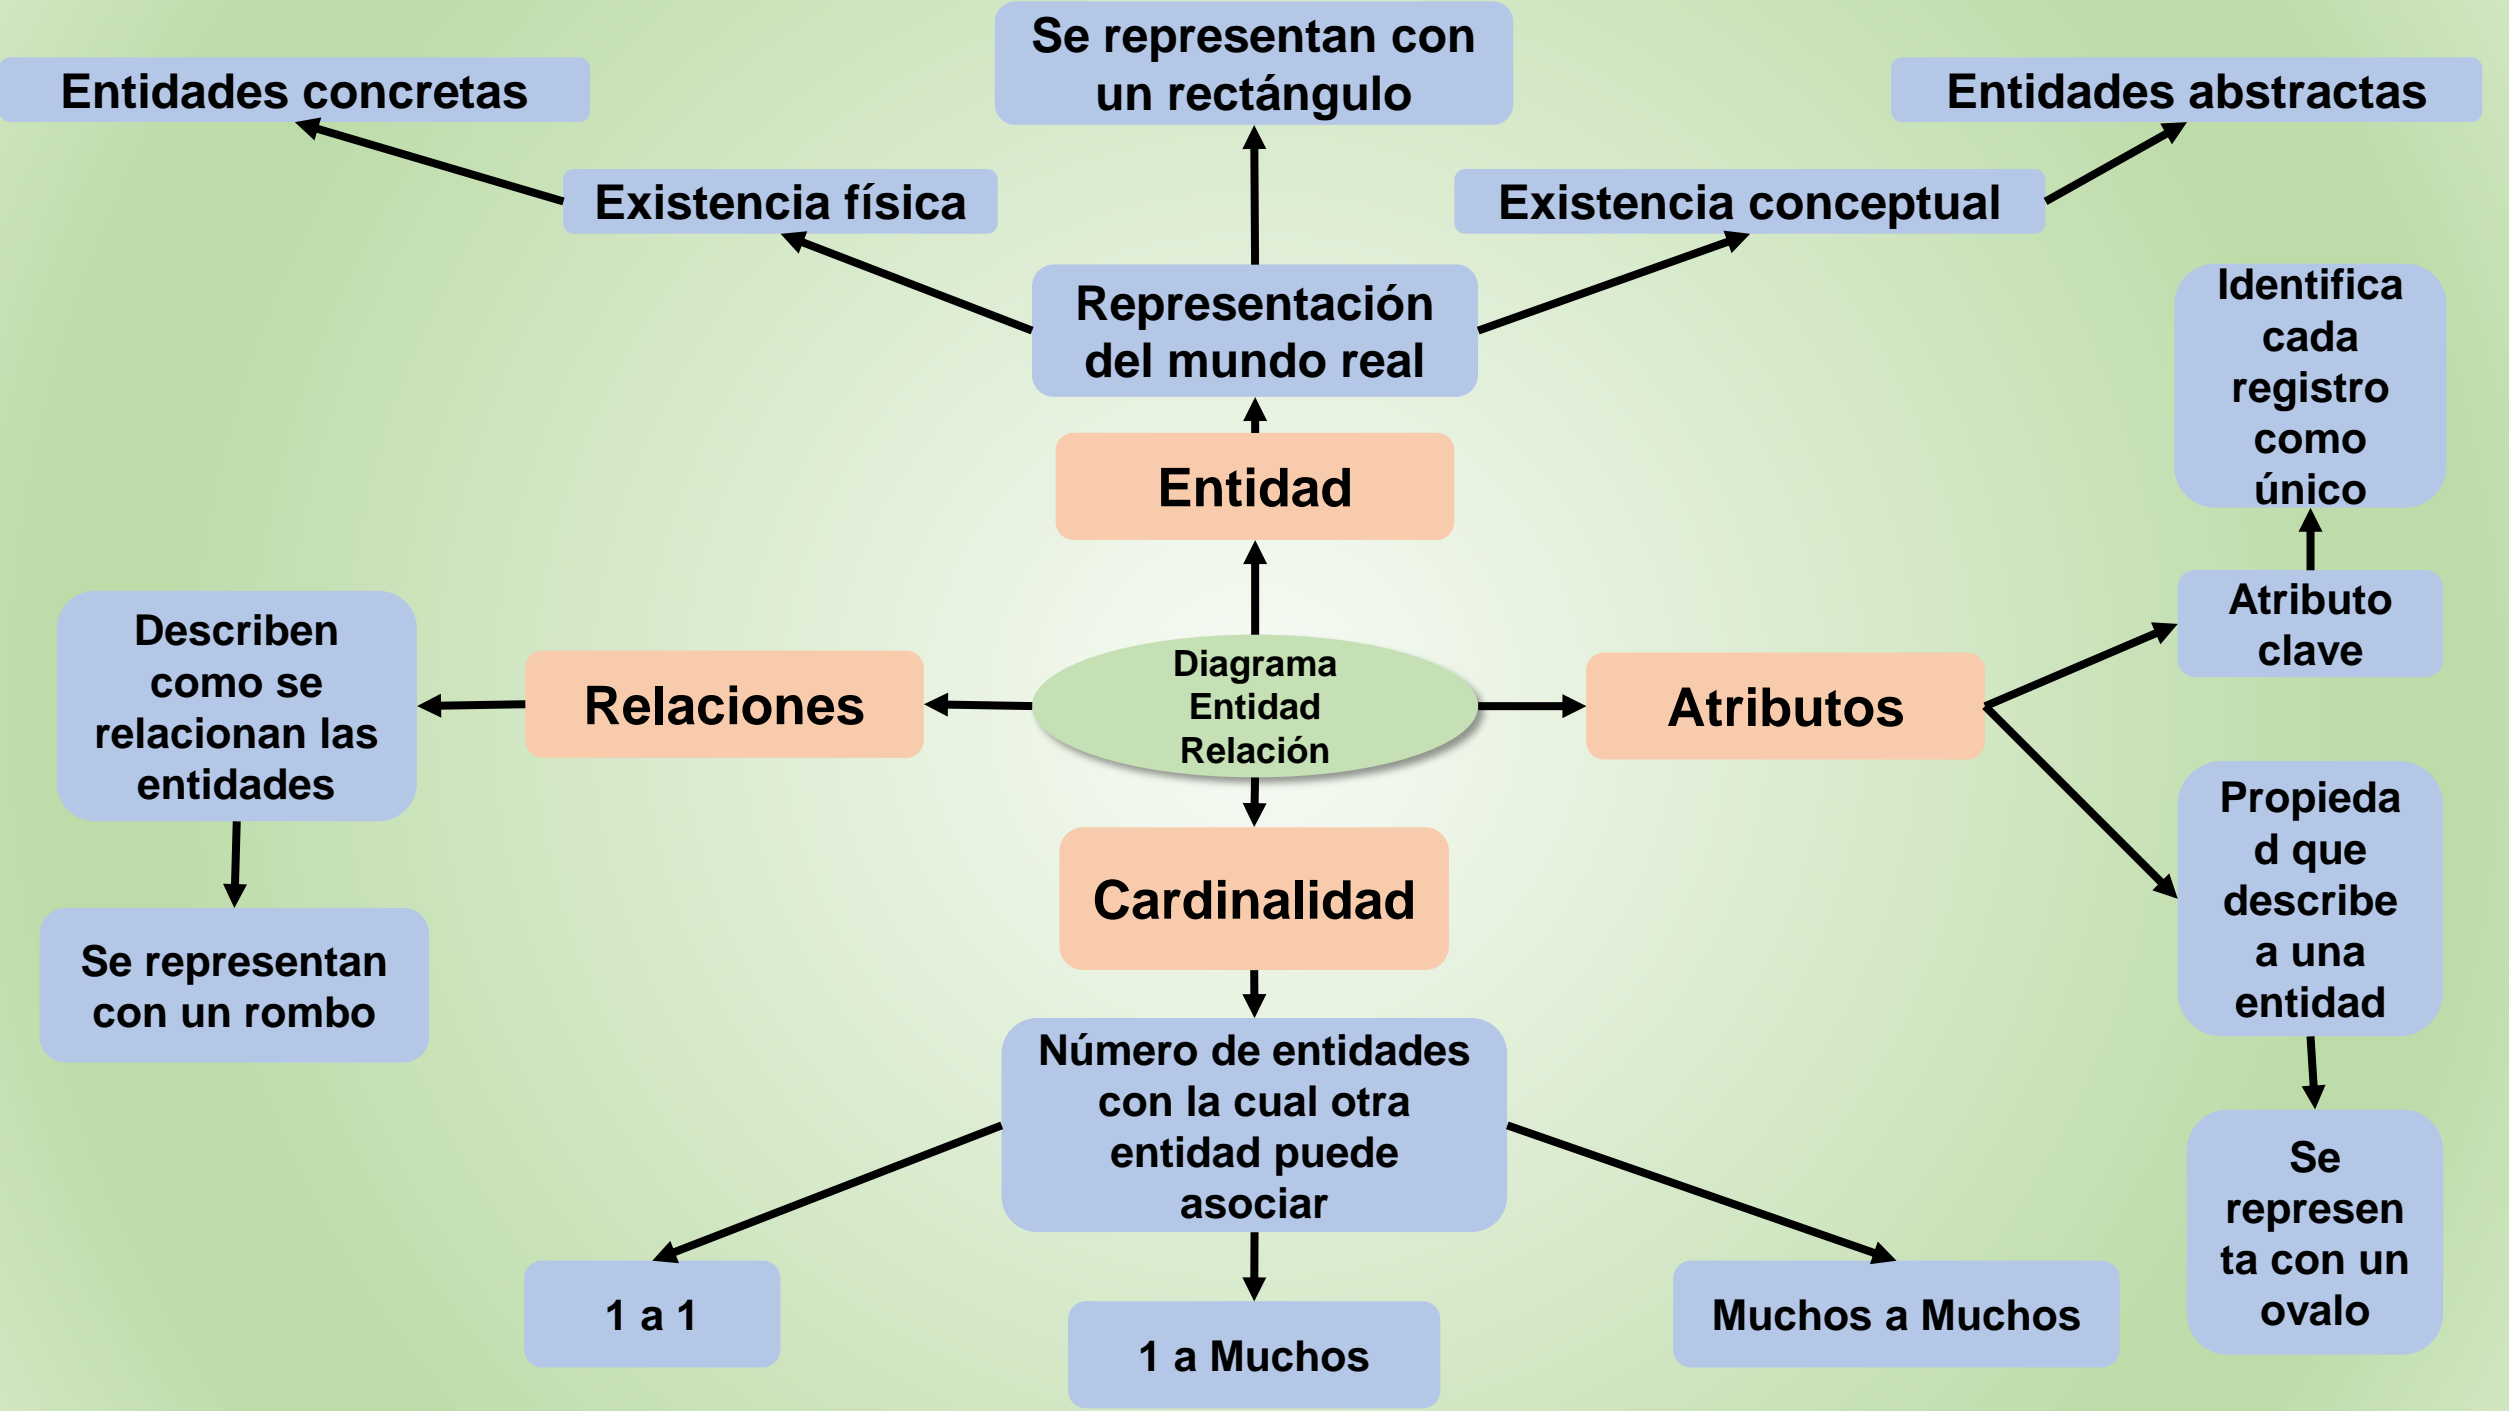 Se representan con
un rectángulo
Entidades concretas
Entidades abstractas
Existencia física
Existencia conceptual
Representación
del mundo real
Identifica
cada
registro
como
único
Entidad
Atributo
clave
Describen
como se
relacionan las
entidades
Relaciones
Diagrama
Entidad
Relación
Atributos
Propieda
d que
describe
a una
entidad
Cardinalidad
Se representan
con un rombo
Número de entidades
con la cual otra
entidad puede
asociar
Se
represen
ta con un
ovalo
1 a 1
1 a Muchos
Muchos a Muchos